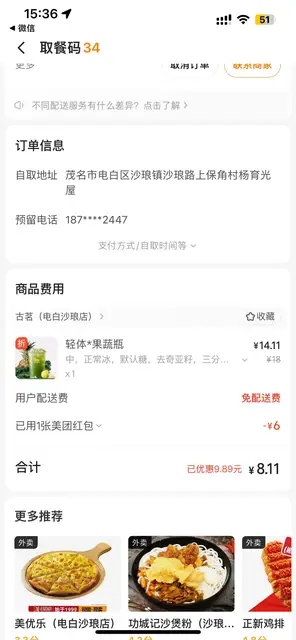 15:36
51
微信
取餐码34
更多
取消订单
联系商家
不同配送服务有什么差异？点击了解
订单信息
自取地址 茂名市电白区沙琅镇沙琅路上保角村杨育光
屋
预留电话 187****2447
支付方式/自取时间等
商品费用
古茗（电白沙琅店）
收藏
折
轻体*果蔬瓶 ¥14.11
中，正常冰，默认糖，去奇亚籽，三分… ¥18
x1
用户配送费 免配送费
已用1张美团红包 -¥6
合计 已优惠9.89元 ¥8.11
更多推荐
外卖 外卖 外卖
美优乐（电白沙琅店） 功城记沙煲粉（沙琅… 正新鸡排